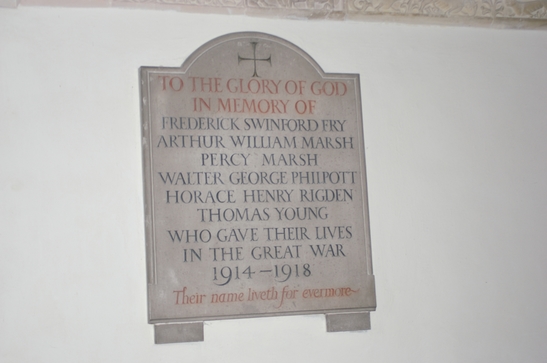 TO THE GLORY OF GOD
IN MEMORY OF
FREDERICK SWINFORD FRY
ARTHUR WILLIAM MARSH
PERCY MARSH
WALTER GEORGE PHILPOTT
HORACE HENRY RIGDEN
THOMAS YOUNG
WHO GAVE THEIR LIVES
IN THE GREAT WAR
1914-1918
Their name liveth for evermore~